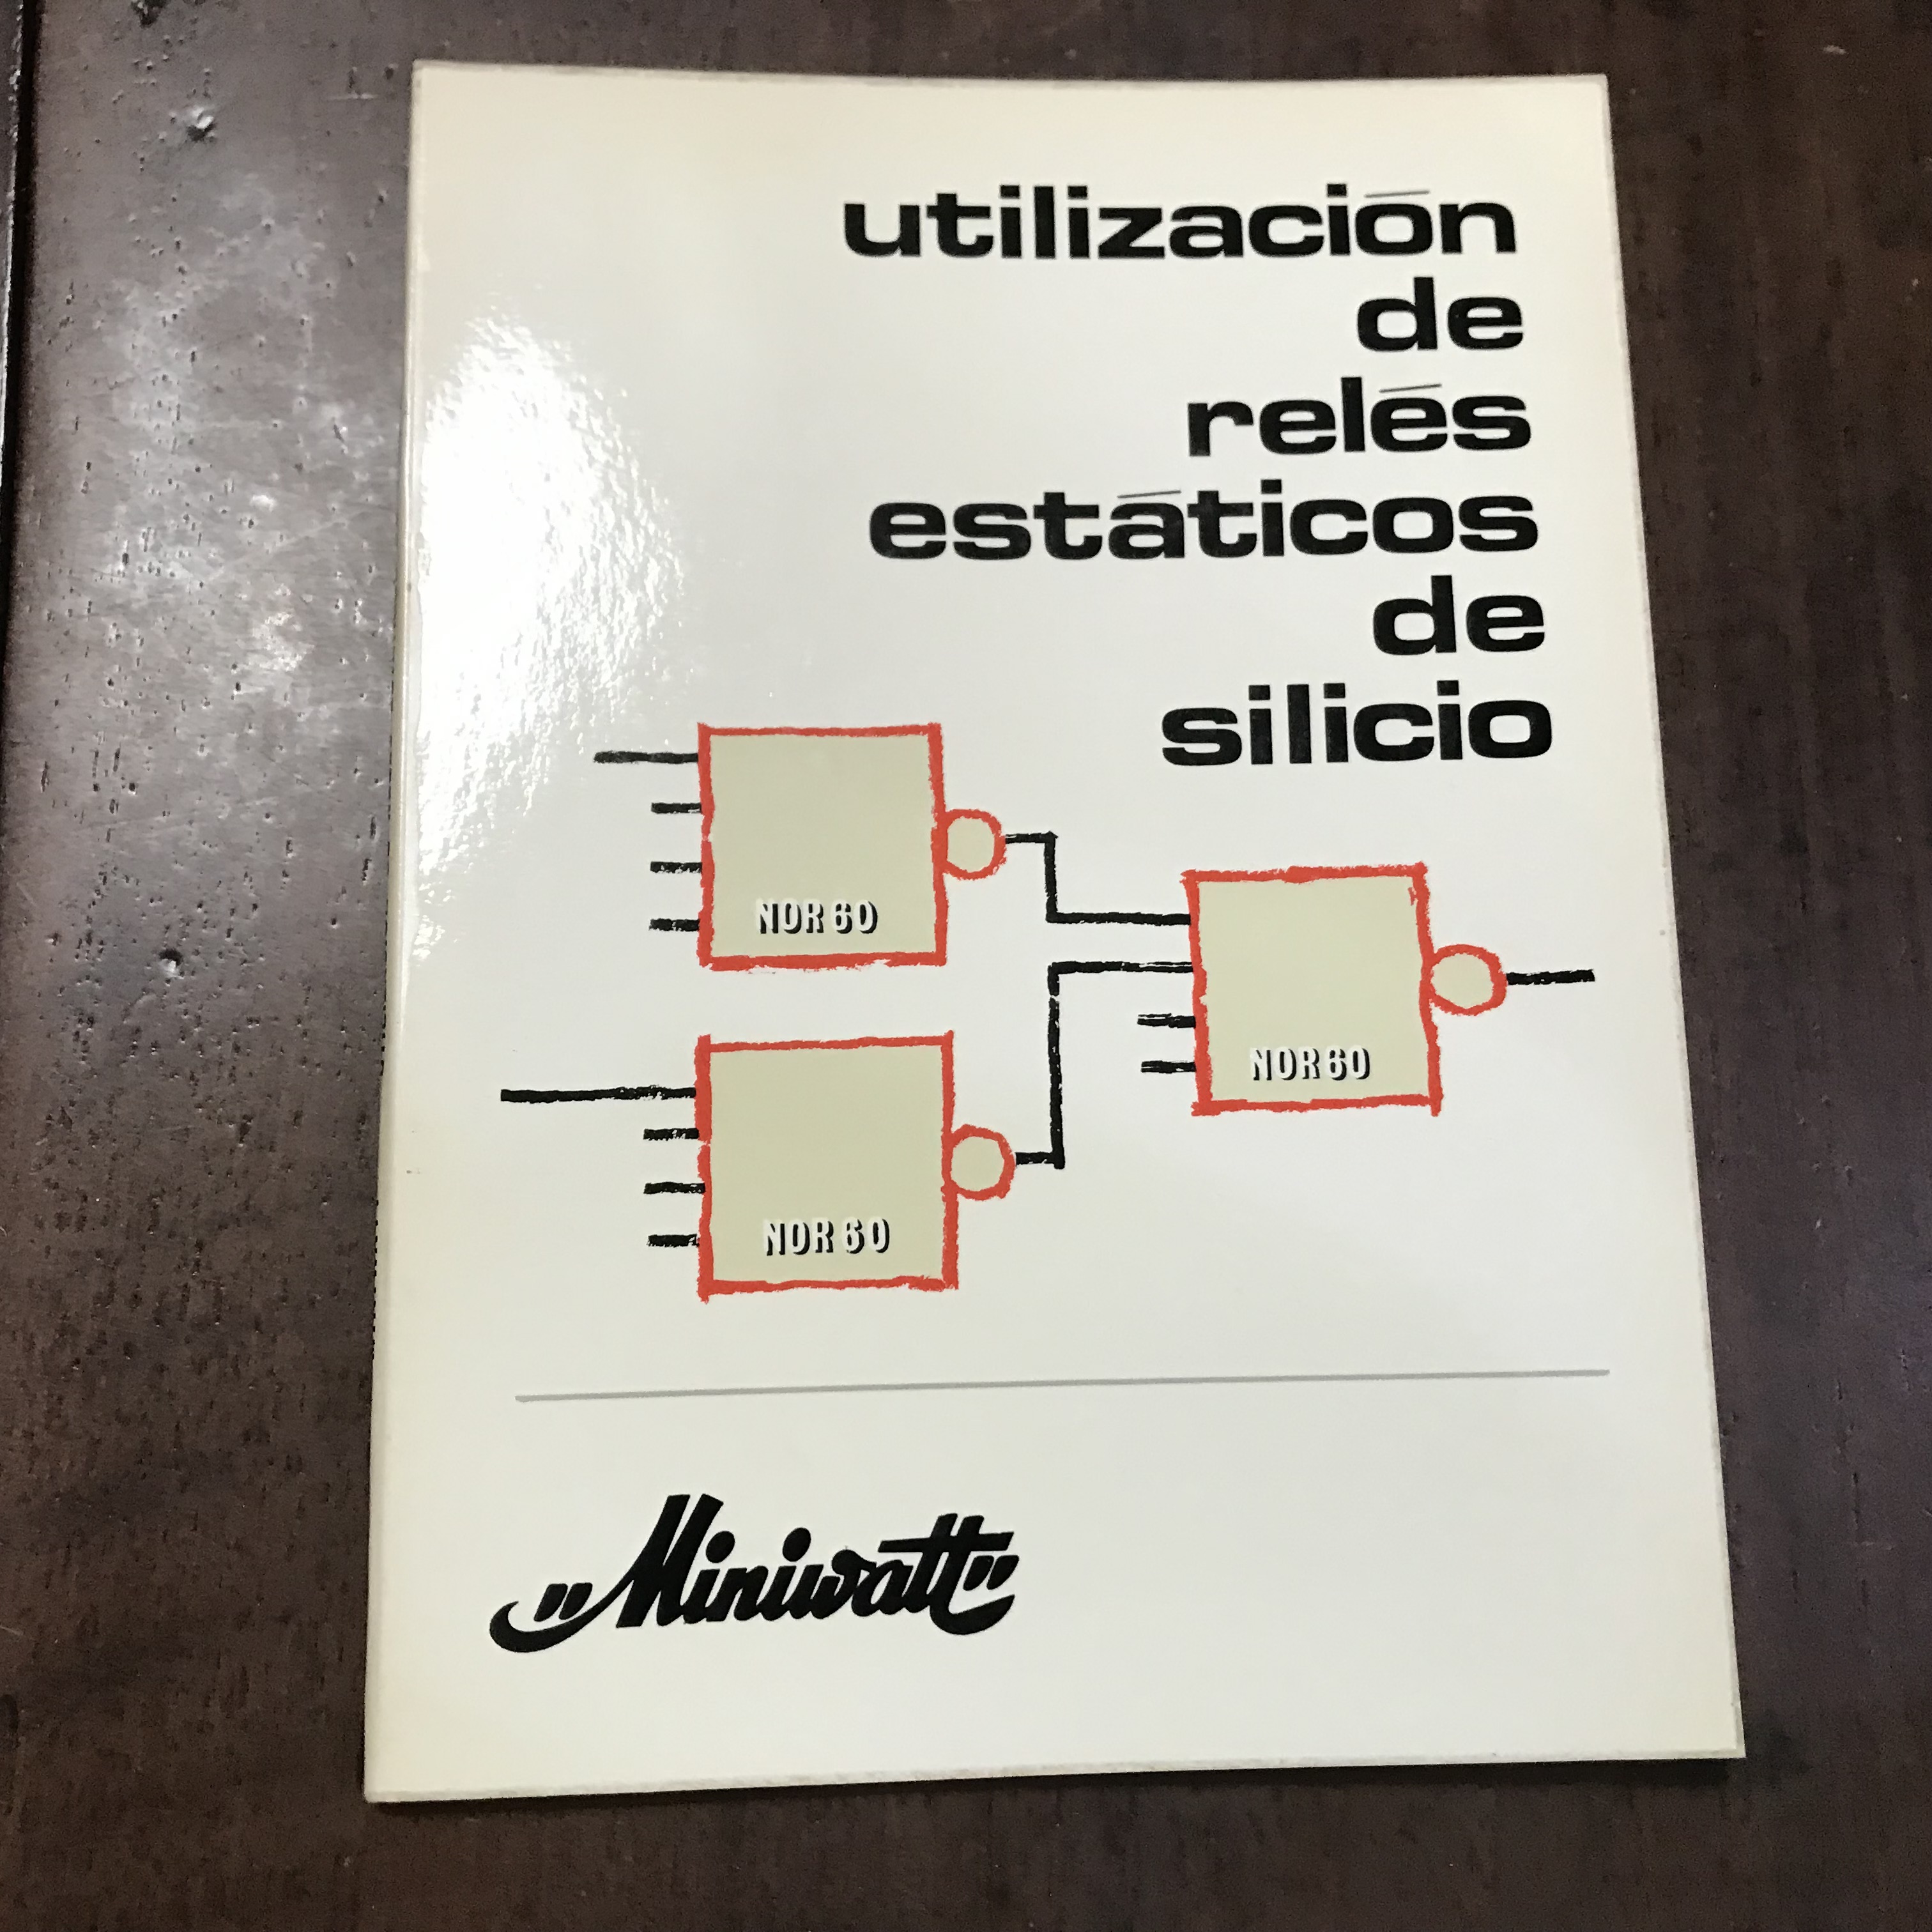 utilización
de
relés
estáticos
de
silicio
NOR 60
NOR 60
NOR 60
„Miniwatt”